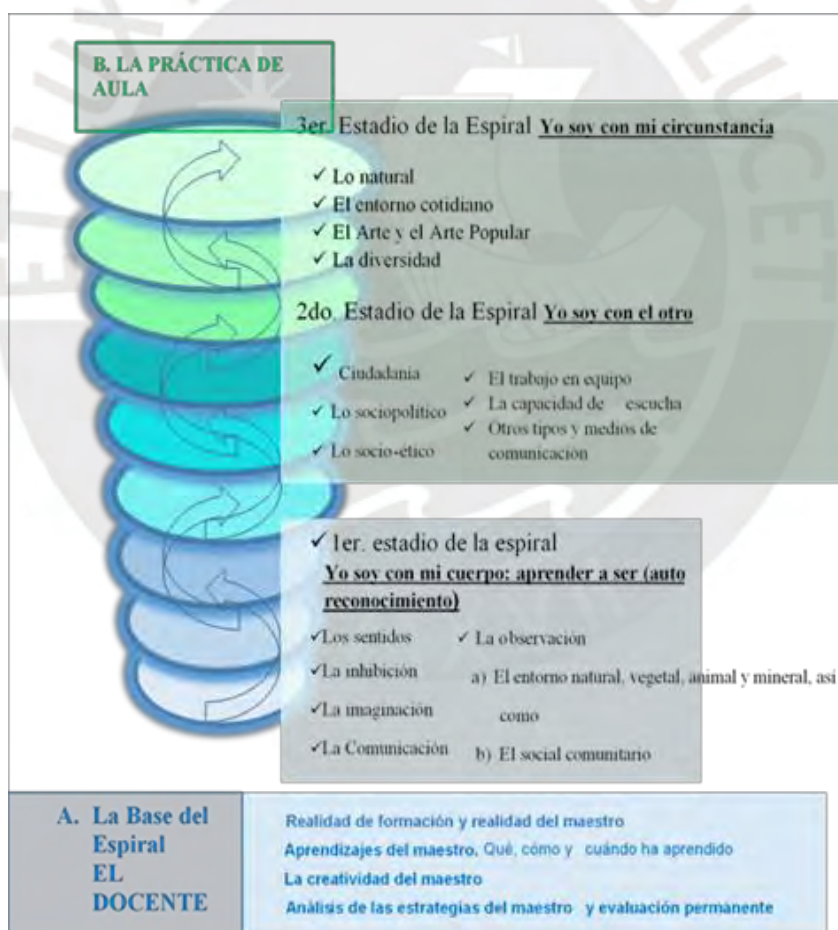 B. LA PRÁCTICA DE
AULA
3er. Estadio de la Espiral Yo soy con mi circunstancia
✓ Lo natural
✓ El entorno cotidiano
✓ El Arte y el Arte Popular
✓ La diversidad
2do. Estadio de la Espiral Yo soy con el otro
✓ Ciudadanía
✓ Lo sociopolítico
✓ Lo socio-ético
✓ El trabajo en equipo
✓ La capacidad de escucha
✓ Otros tipos y medios de
comunicación
✓ 1er. estadio de la espiral
Yo soy con mi cuerpo: aprender a ser (auto
reconocimiento)
✓Los sentidos
✓La inhibición
✓La imaginación
✓La Comunicación
✓ La observación
a) El entorno natural, vegetal, animal y mineral, asi
como
b) El social comunitario
A. La Base del
Espiral
EL
DOCENTE
Realidad de formación y realidad del maestro
Aprendizajes del maestro. Qué, cómo y cuándo ha aprendido
La creatividad del maestro
Análisis de las estrategias del maestro y evaluación permanente